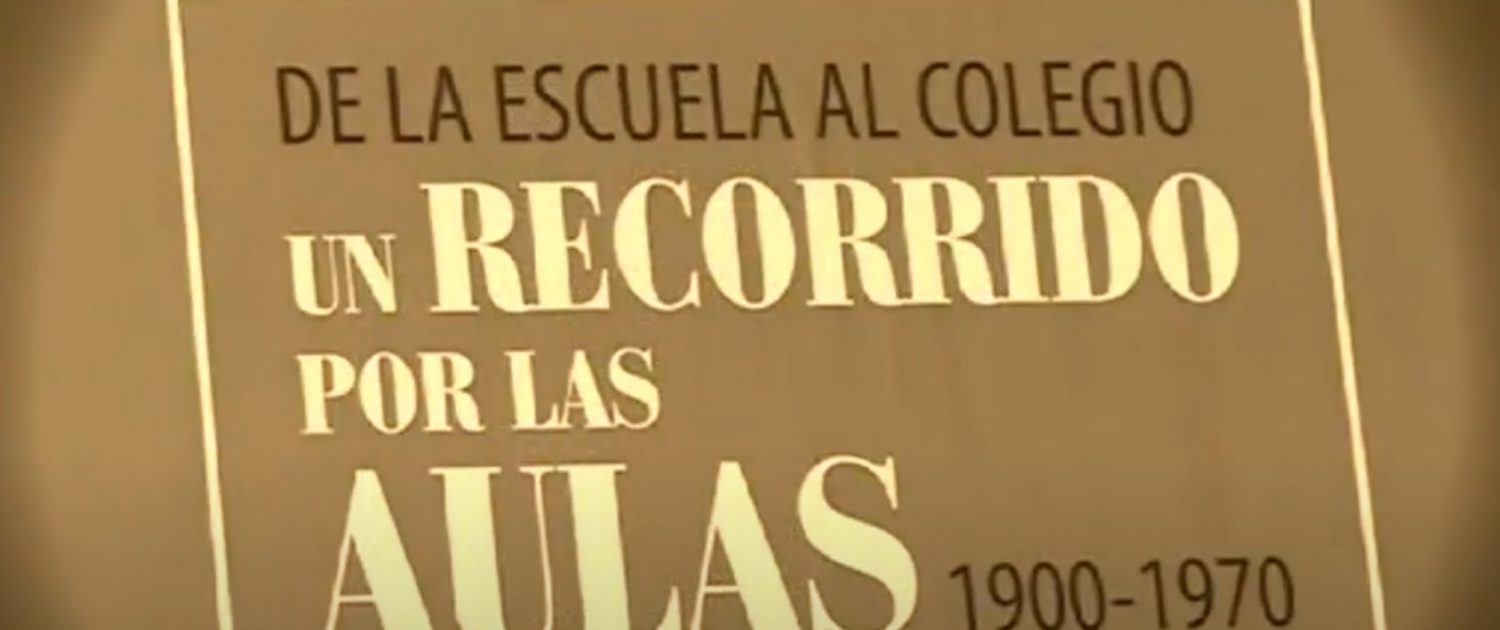 DE LA ESCUELA AL COLEGIO
UN RECORRIDO
POR LAS
AULAS 1900-1970